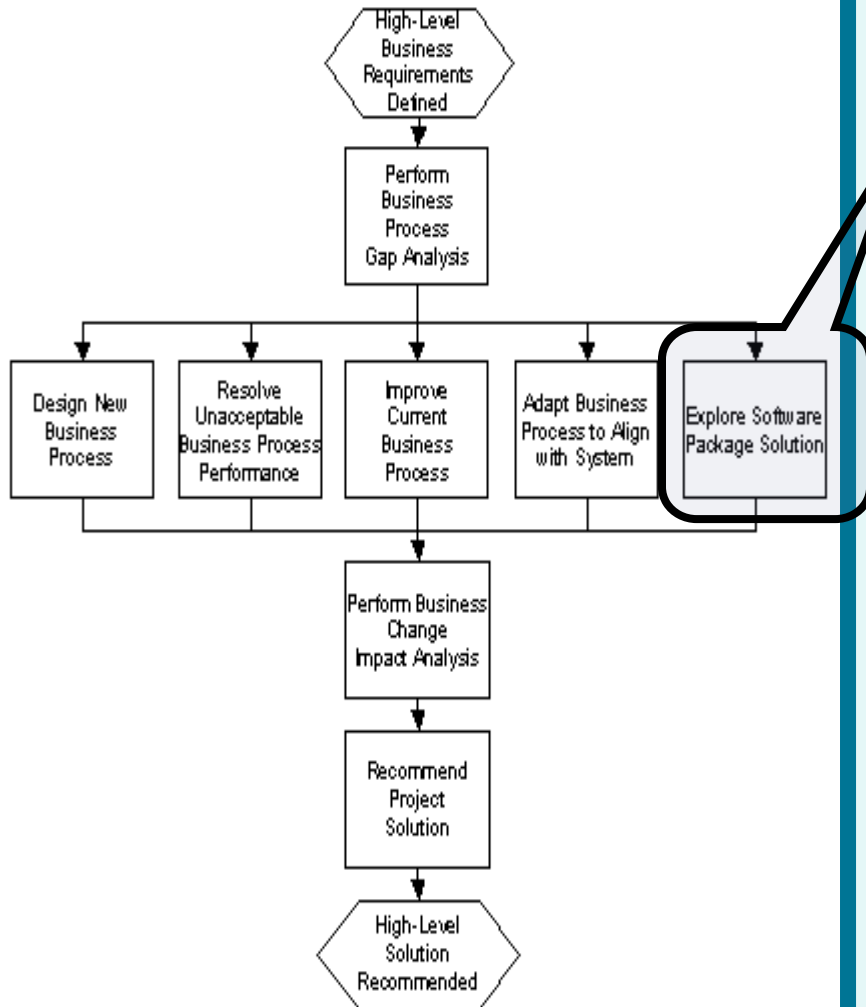 High-Level
Business
Requirements
Defined
Perform
Business
Process
Gap Analysis
Design New
Business
Process
Resolve
Unacceptable
Business Process
Performance
Improve
Current
Business
Process
Adapt Business
Process to Align
with System
Explore Software
Package Solution
Perform Business
Change
Impact Analysis
Recommend
Project
Solution
High-Level
Solution
Recommended